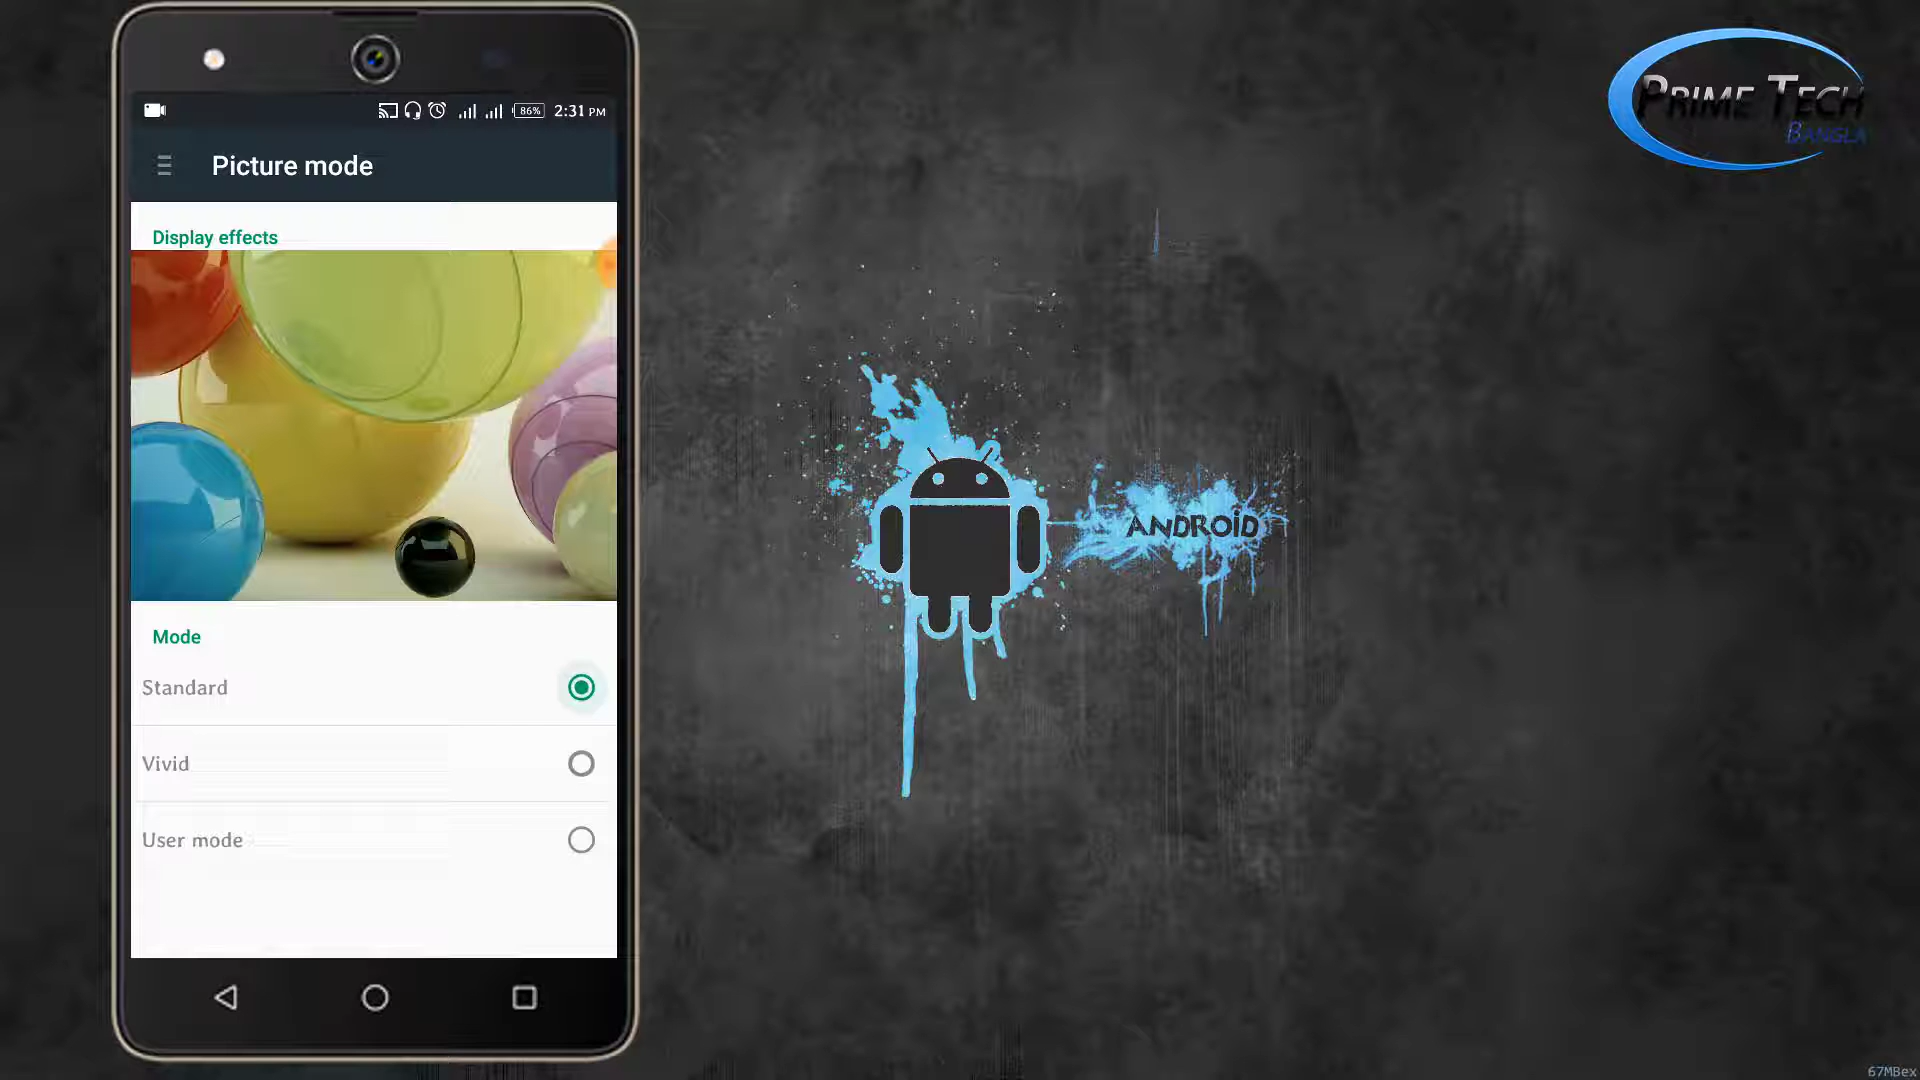 86% 2:31 PM
Picture mode
Display effects
Mode
Standard
Vivid
User mode
PRIME TECH
BANGLA
ANDROID
67MBex